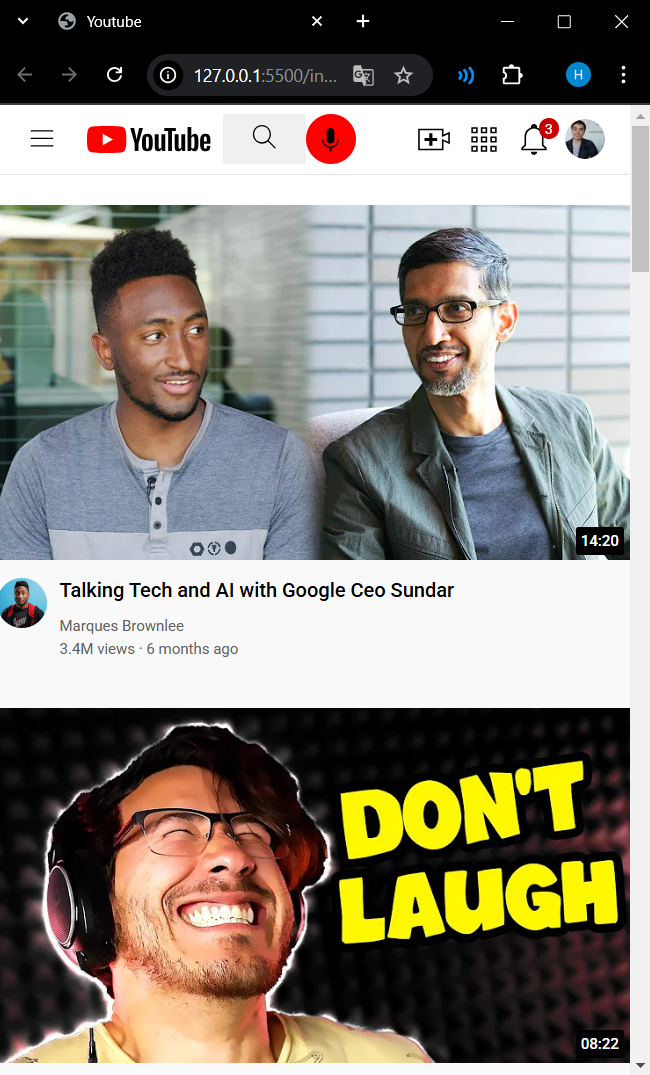 Youtube
127.0.0.1:5500/in...
H
YouTube
3
14:20
Talking Tech and AI with Google Ceo Sundar
Marques Brownlee
3.4M views · 6 months ago
DON'T
LAUGH
08:22